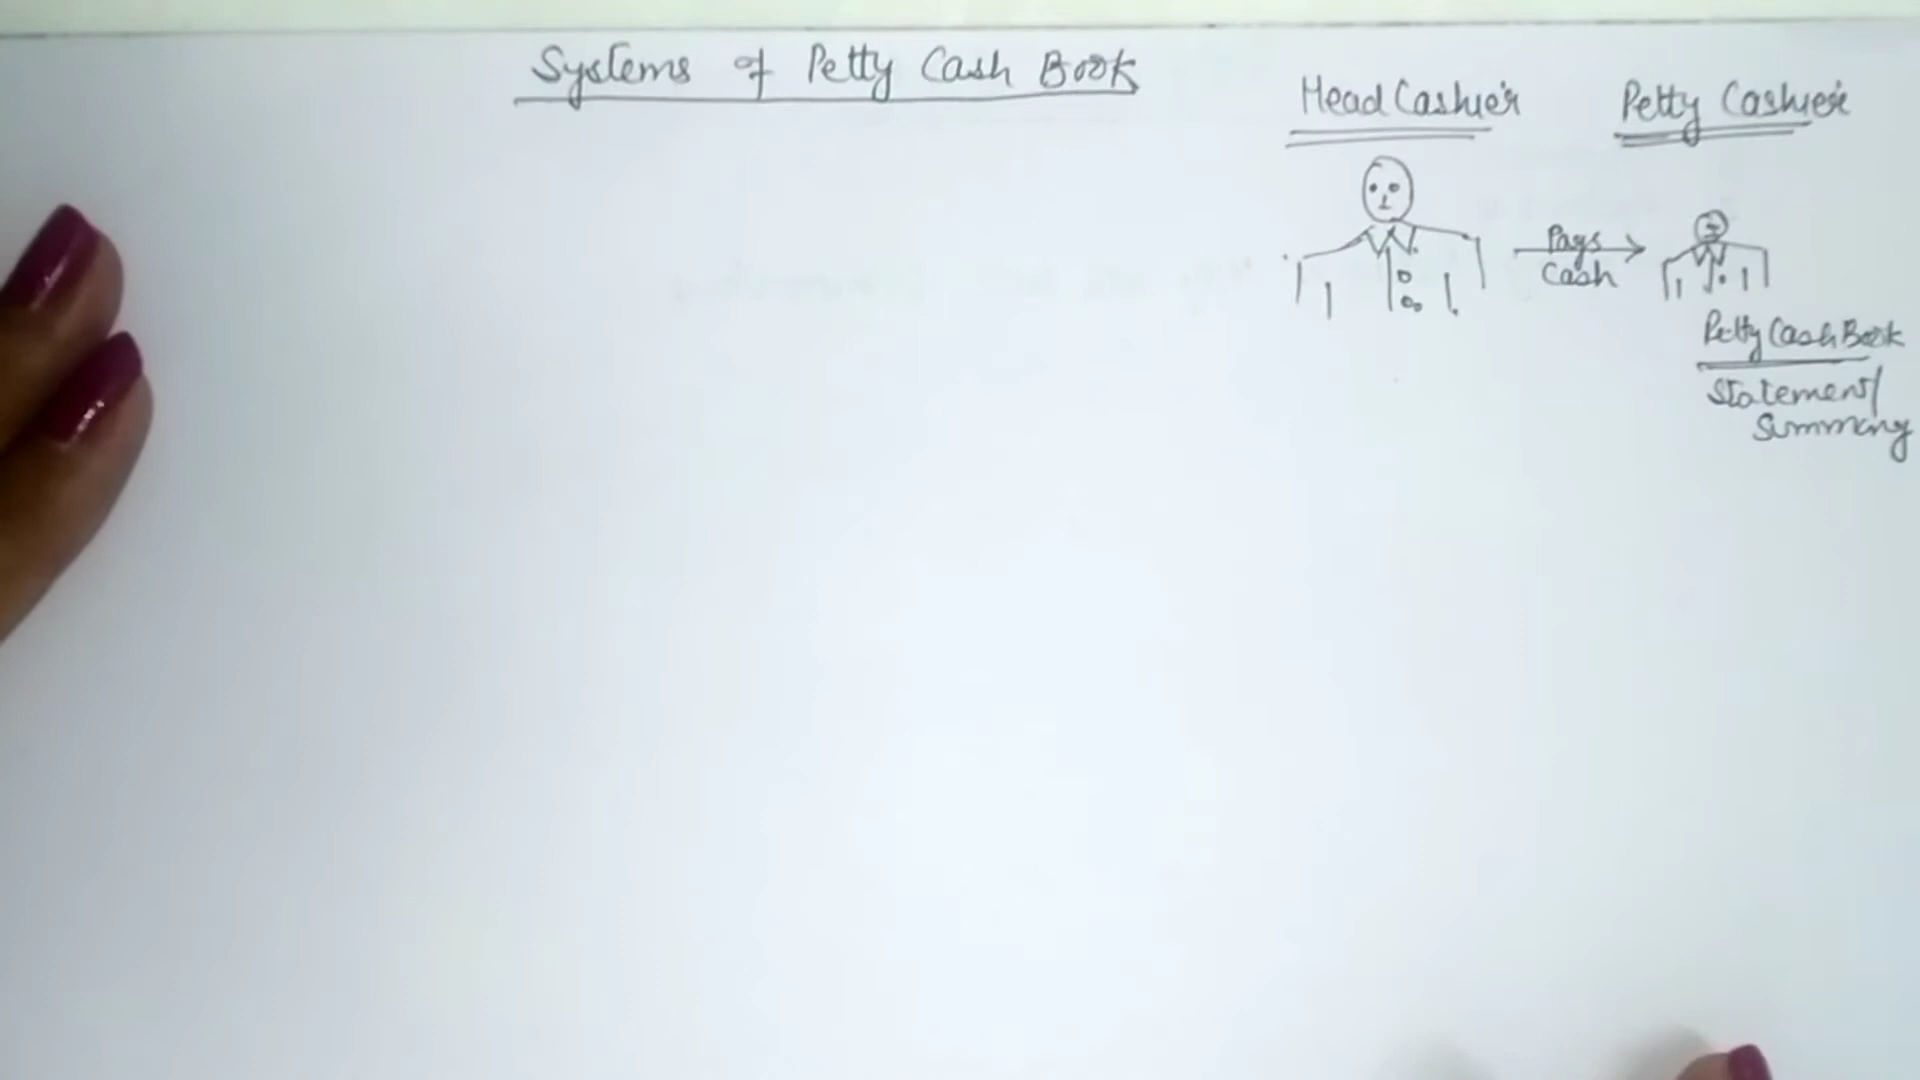 Systems of Petty Cash Book
Head Cashier
Petty Cashier
Pays
Cash
Petty Cash Book
Statement/
Summary